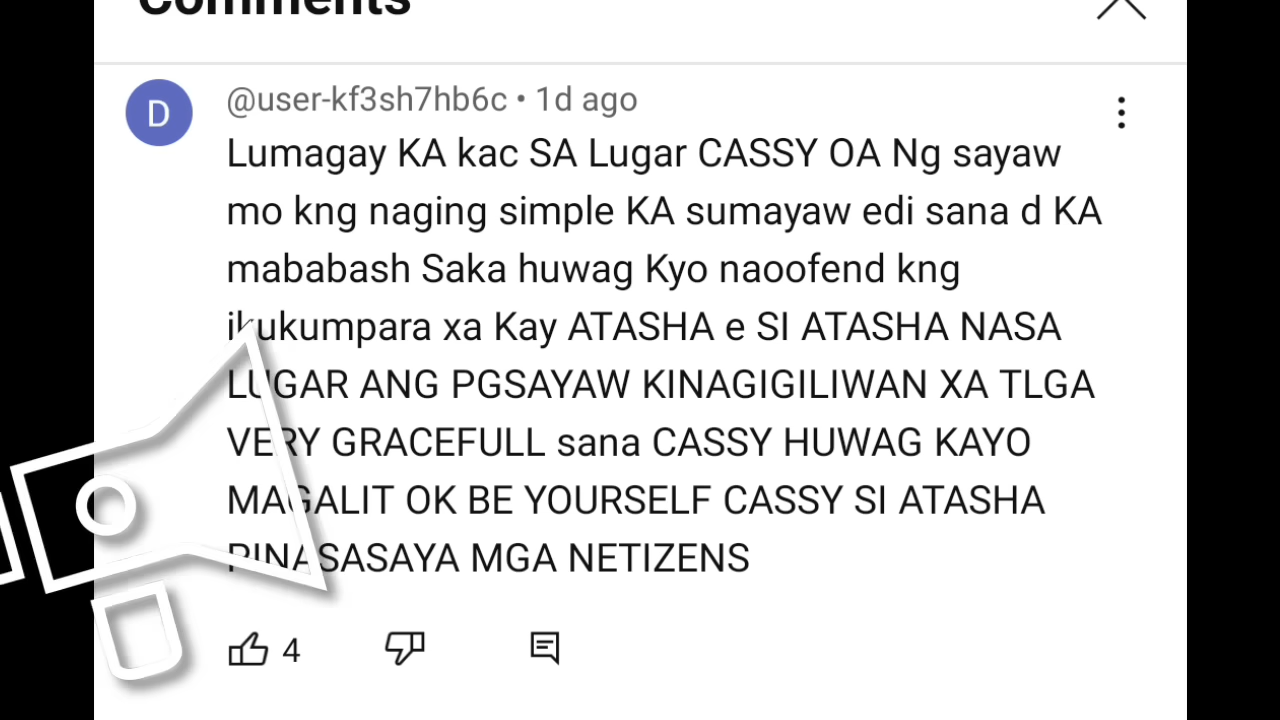 Comments
D
@user-kf3sh7hb6c • 1d ago
Lumagay KA kac SA Lugar CASSY OA Ng sayaw
mo kng naging simple KA sumayaw edi sana d KA
mababash Saka huwag Kyo naoofend kng
ikukumpara xa Kay ATASHA e SI ATASHA NASA
LUGAR ANG PGSAYAW KINAGIGILIWAN XA TLGA
VERY GRACEFULL sana CASSY HUWAG KAYO
MAGALIT OK BE YOURSELF CASSY SI ATASHA
PINASASAYA MGA NETIZENS
4